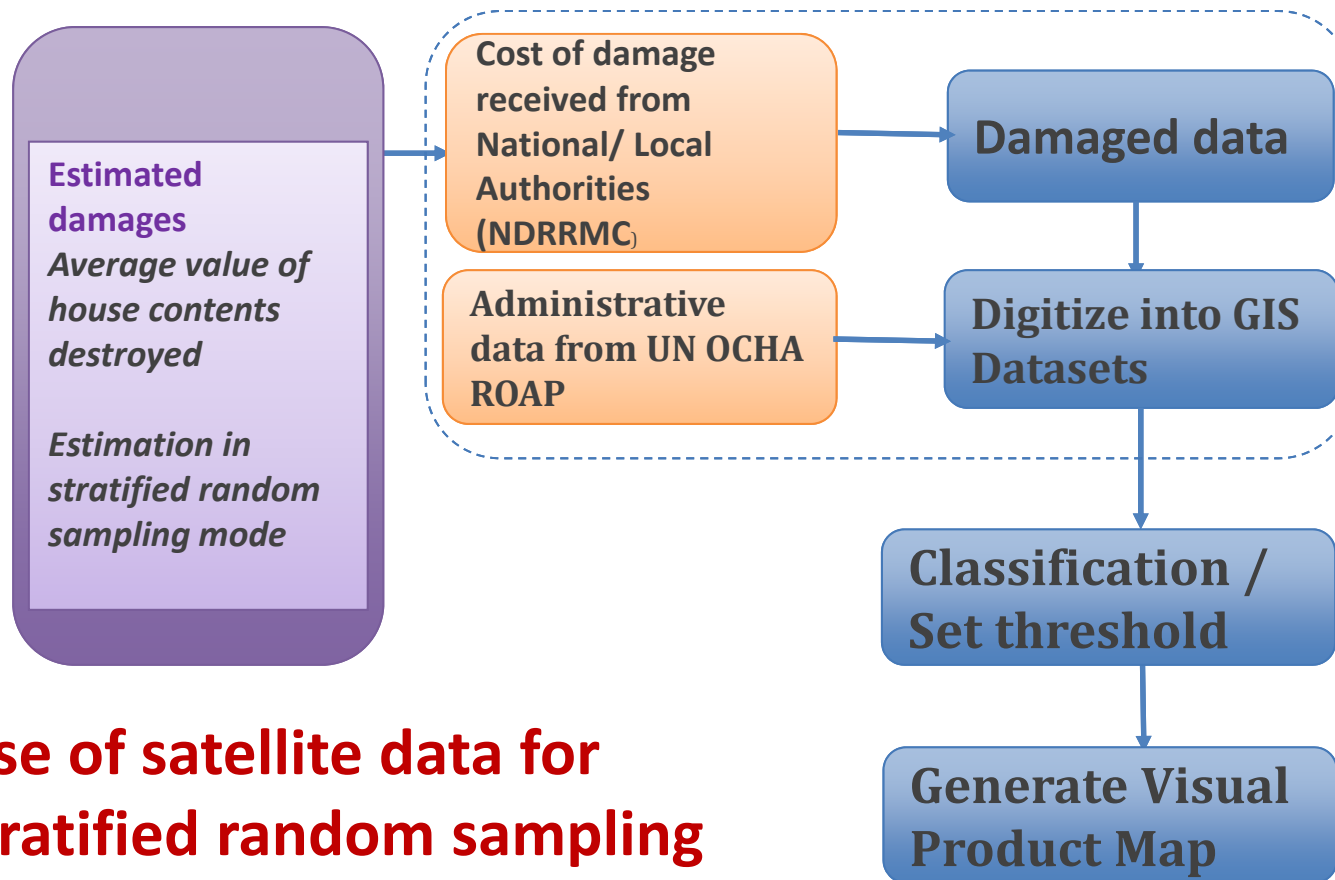 Estimated
damages
Average value of
house contents
destroyed
Estimation in
stratified random
sampling mode
Cost of damage
received from
National/ Local
Authorities
(NDRRMC)
Administrative
data from UN OCHA
ROAP
Damaged data
Digitize into GIS
Datasets
Classification /
Set threshold
Generate Visual
Product Map
se of satellite data for
ratified random sampling